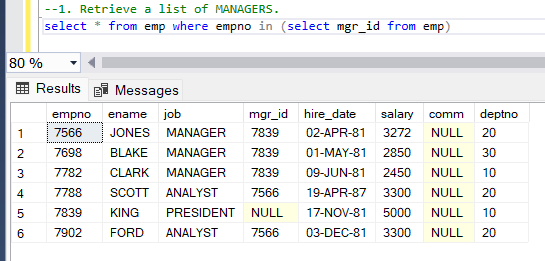 --1. Retrieve a list of MANAGERS.
select * from emp where empno in (select mgr_id from emp)
80 %
Results Messages
empno ename job mgr_id hire_date salary comm deptno
1 7566 JONES MANAGER 7839 02-APR-81 3272 NULL 20
2 7698 BLAKE MANAGER 7839 01-MAY-81 2850 NULL 30
3 7782 CLARK MANAGER 7839 09-JUN-81 2450 NULL 10
4 7788 SCOTT ANALYST 7566 19-APR-87 3300 NULL 20
5 7839 KING PRESIDENT NULL 17-NOV-81 5000 NULL 10
6 7902 FORD ANALYST 7566 03-DEC-81 3300 NULL 20